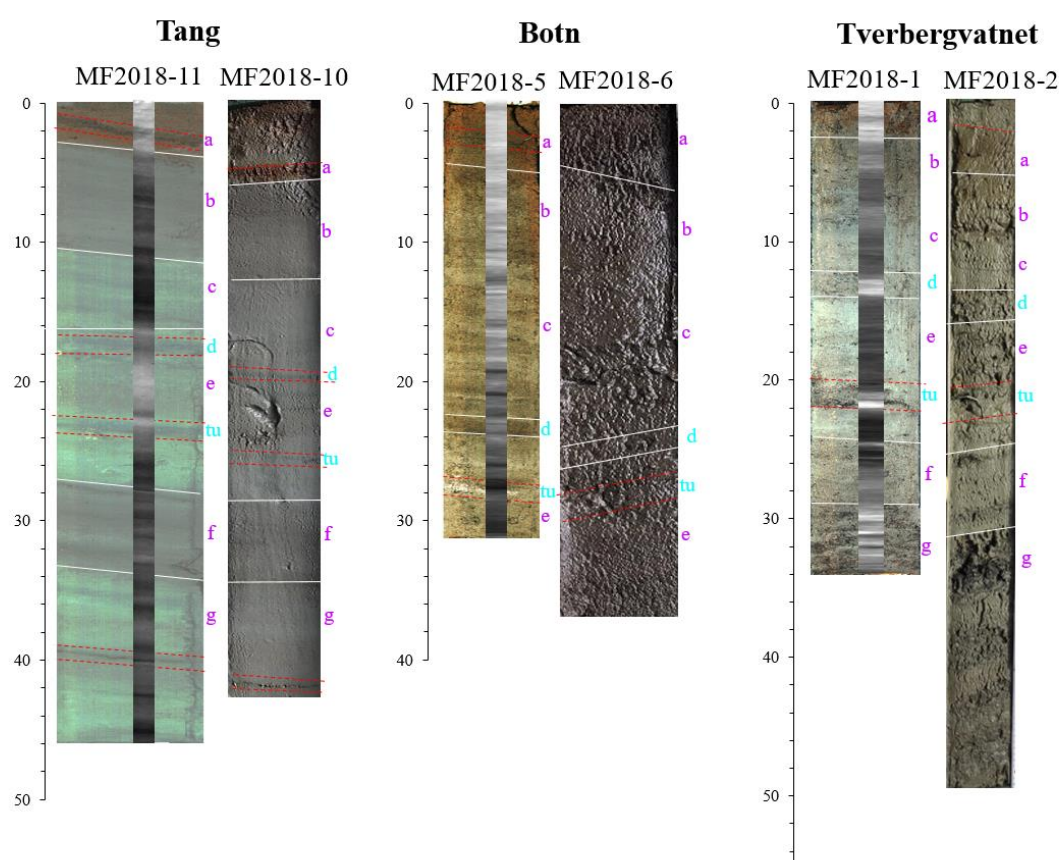 Tang
Botn
Tverbergvatnet
MF2018-11
MF2018-10
MF2018-5
MF2018-6
MF2018-1
MF2018-2
0
10
20
30
40
50
a
b
c
d
e
tu
f
g
a
b
c
d
e
tu
f
g
0
10
20
30
40
a
b
c
d
tu
e
a
b
c
d
tu
e
0
10
20
30
40
50
a
b
c
d
e
tu
f
g
a
b
c
d
e
tu
f
g